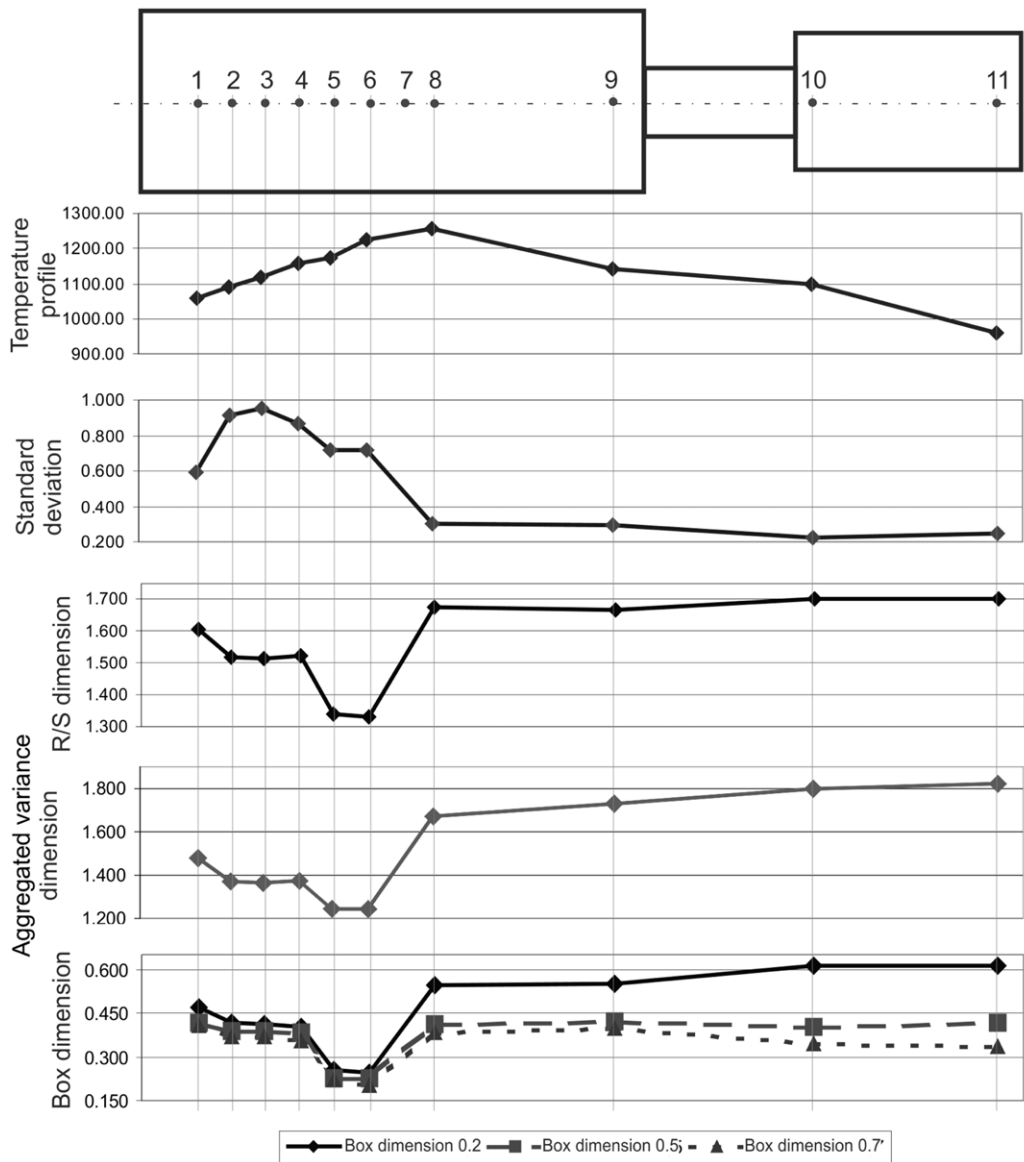 1 2 3 4 5 6 7 8 9 10 11
Temperature
profile
1300.00
1200.00
1100.00
1000.00
900.00
Standard
deviation
1.000
0.800
0.600
0.400
0.200
R/S dimension
1.700
1.600
1.500
1.400
1.300
Aggregated variance
dimension
1.800
1.600
1.400
1.200
Box dimension
0.600
0.450
0.300
0.150
Box dimension 0.2 Box dimension 0.5 Box dimension 0.7